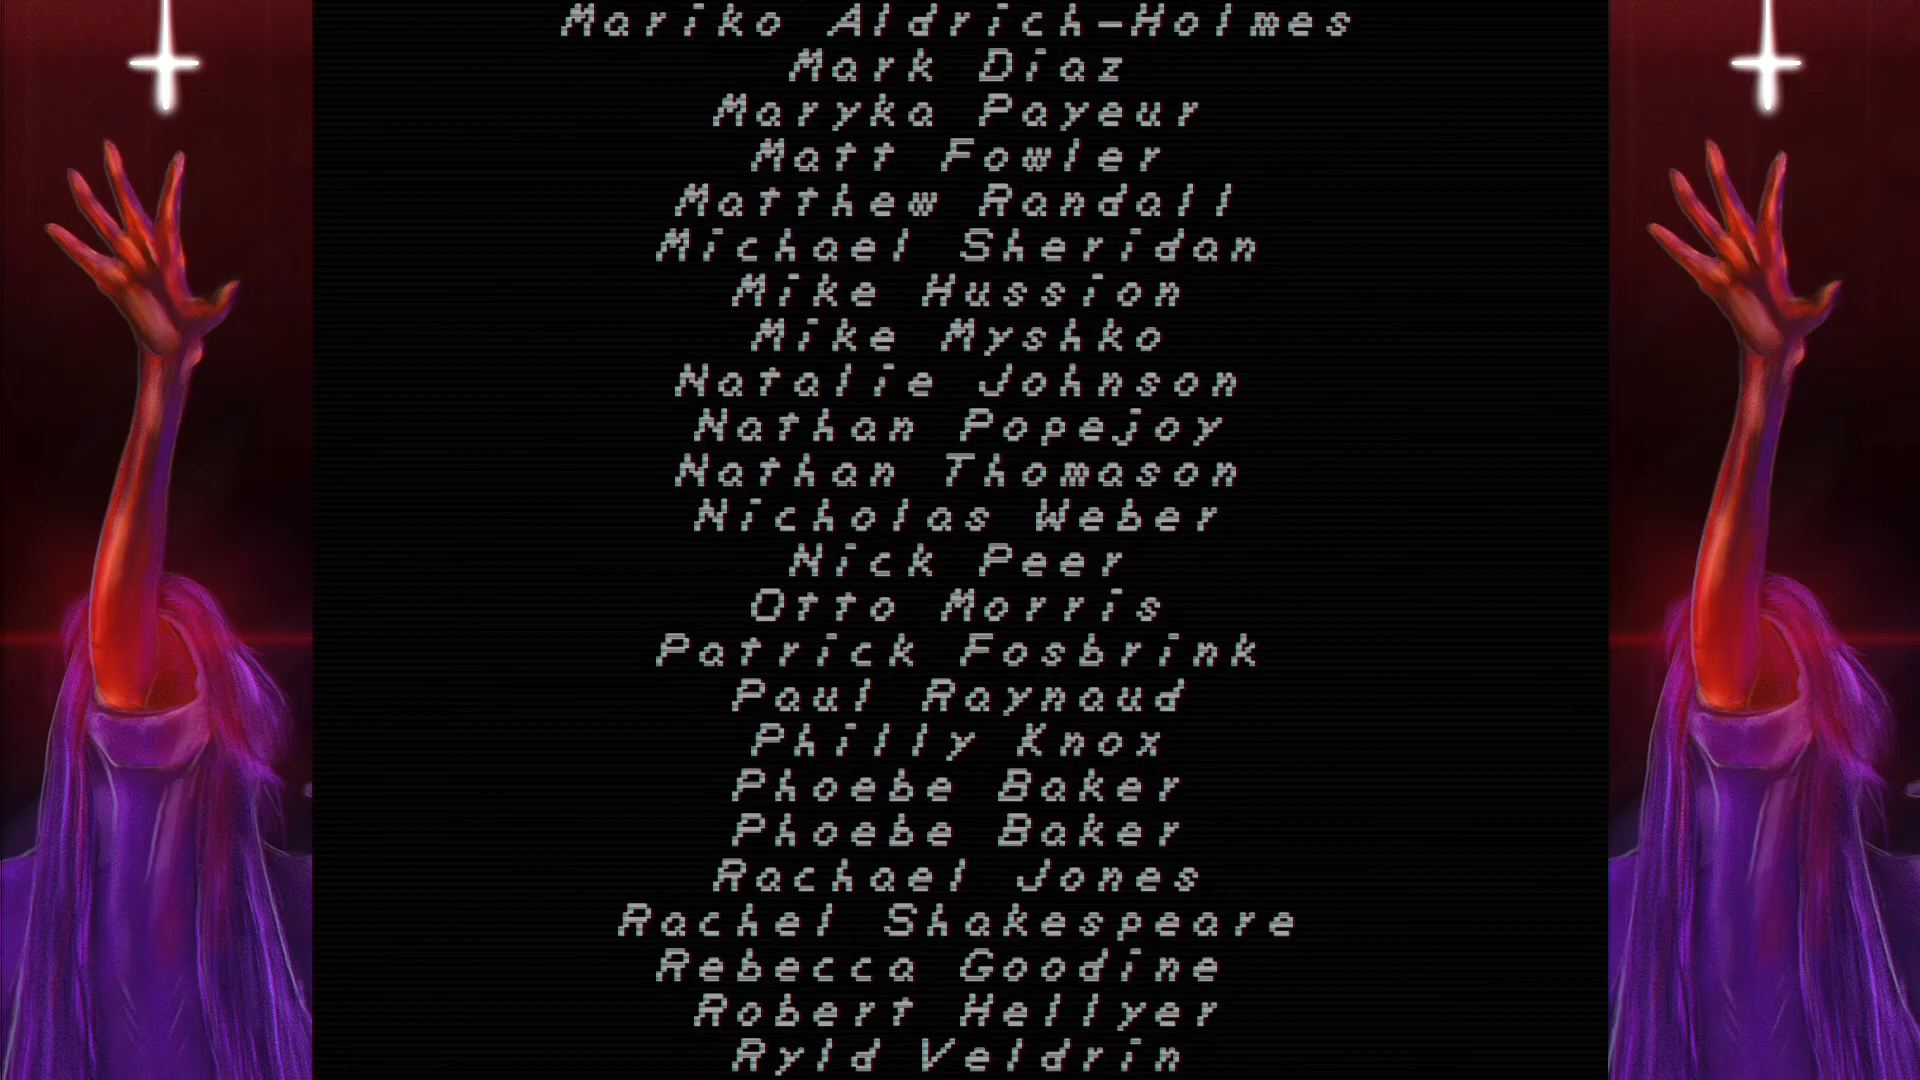 Mariko Aldrich-Holmes
Mark Diaz
Maryka Payeur
Matt Fowler
Matthew Randall
Michael Sheridan
Mike Hussion
Mike Myshko
Natalie Johnson
Nathan Popejoy
Nathan Thomason
Nicholas Weber
Nick Peer
Otto Morris
Patrick Fosbrink
Paul Raynaud
Philly Knox
Phoebe Baker
Phoebe Baker
Rachael Jones
Rachel Shakespeare
Rebecca Goodine
Robert Hellyer
Ryld Veldrin